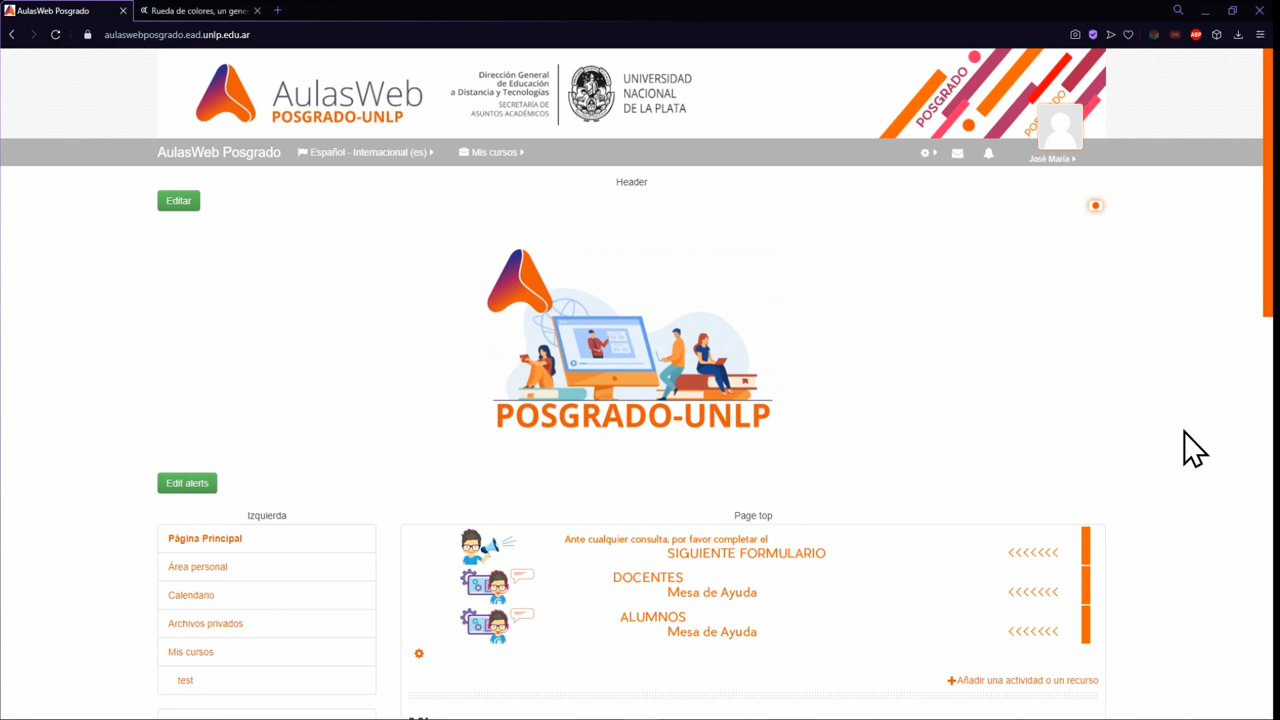 AulasWeb Posgrado
Rueda de colores, un gene
aulaswebposgrado.ead.unlp.edu.ar
AulasWeb
POSGRADO-UNLP
Dirección General
de Educación
a Distancia y Tecnologías
SECRETARÍA DE
ASUNTOS ACADÉMICOS
UNIVERSIDAD
NACIONAL
DE LA PLATA
POSGRADO
AulasWeb Posgrado
Español - Internacional (es)
Mis cursos
José María
Header
Editar
POSGRADO-UNLP
Edit alerts
Izquierda
Página Principal
Área personal
Calendario
Archivos privados
Mis cursos
test
Page top
Ante cualquier consulta, por favor completar el
SIGUIENTE FORMULARIO
<<<<<<<
DOCENTES
Mesa de Ayuda
<<<<<<<
ALUMNOS
Mesa de Ayuda
<<<<<<<
Añadir una actividad o un recurso